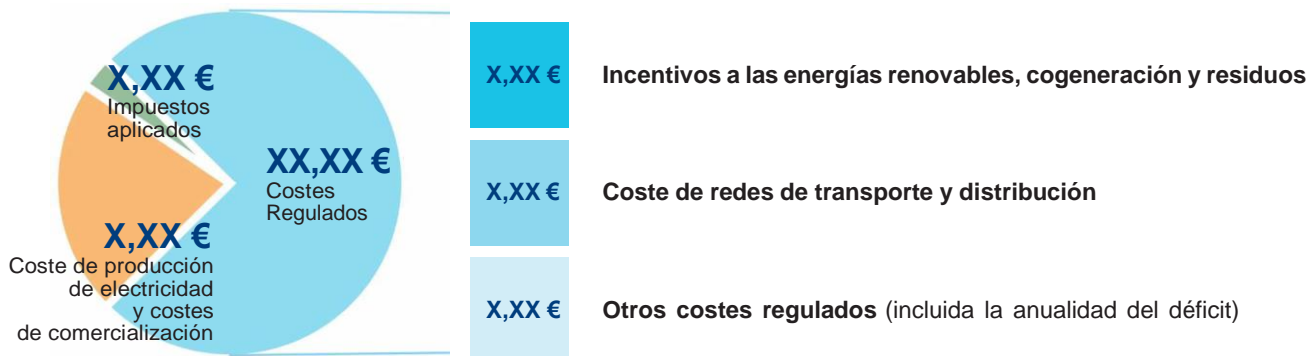 X,XX €
Impuestos
aplicados
XX,XX €
Costes
Regulados
X,XX €
Coste de producción
de electricidad
y costes
de comercialización
X,XX € Incentivos a las energías renovables, cogeneración y residuos
X,XX € Coste de redes de transporte y distribución
X,XX € Otros costes regulados (incluida la anualidad del déficit)